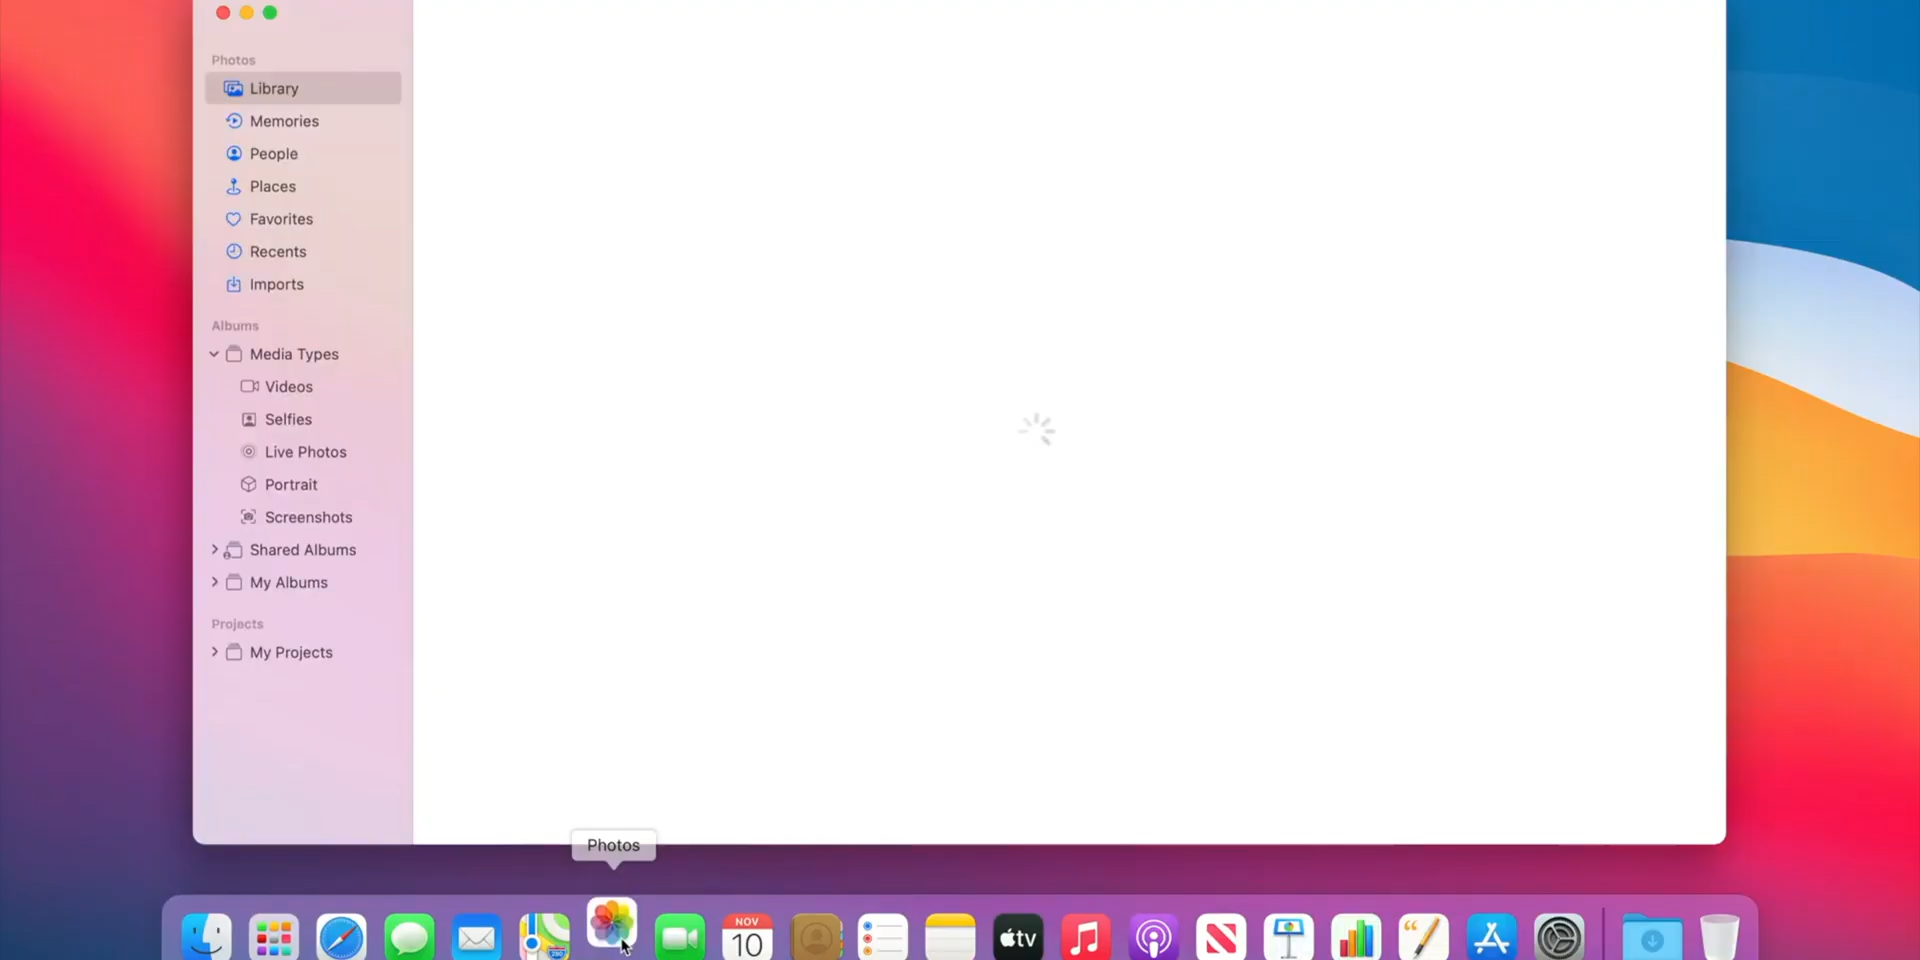 Photos
Library
Memories
People
Places
Favorites
Recents
Imports
Albums
Media Types
Videos
Selfies
Live Photos
Portrait
Screenshots
Shared Albums
My Albums
Projects
My Projects
Photos
280
NOV
10
tv